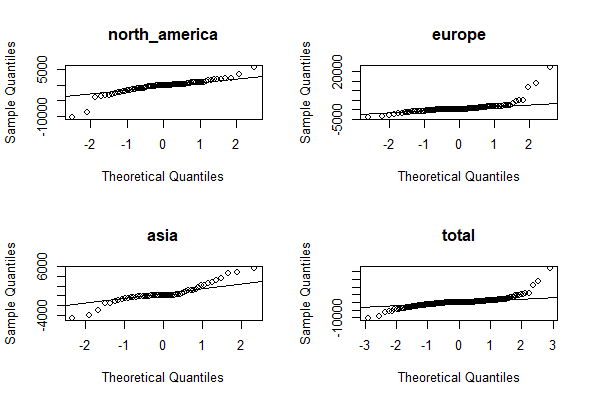 north_america
Sample Quantiles
5000
-10000
-2 -1 0 1 2
Theoretical Quantiles
europe
Sample Quantiles
20000
-5000
-2 -1 0 1 2
Theoretical Quantiles
asia
Sample Quantiles
6000
-4000
-2 -1 0 1 2
Theoretical Quantiles
total
Sample Quantiles
-10000
-3 -2 -1 0 1 2 3
Theoretical Quantiles